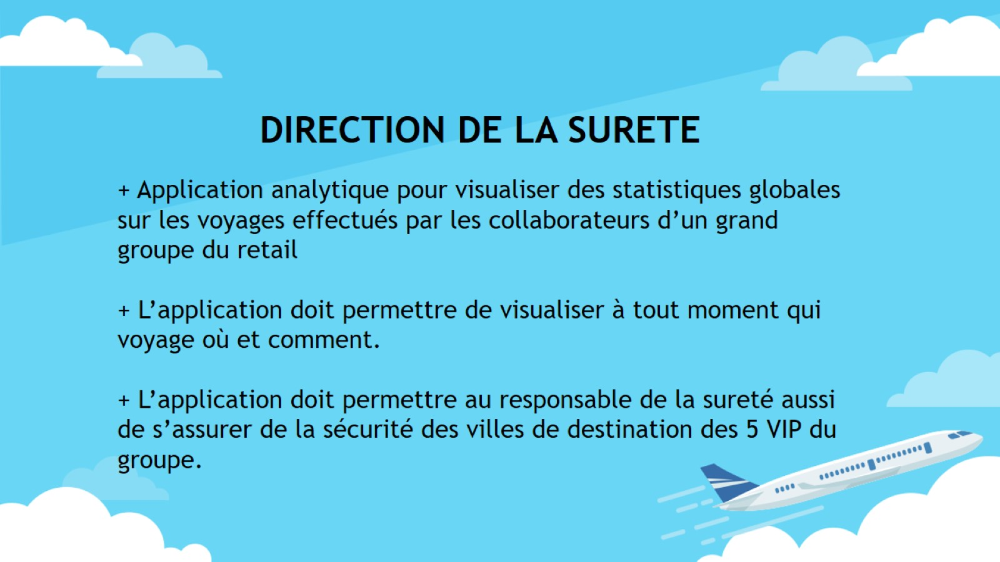 DIRECTION DE LA SURETE
+ Application analytique pour visualiser des statistiques globales
sur les voyages effectués par les collaborateurs d’un grand
groupe du retail
+ L’application doit permettre de visualiser à tout moment qui
voyage où et comment.
+ L’application doit permettre au responsable de la sureté aussi
de s’assurer de la sécurité des villes de destination des 5 VIP du
groupe.